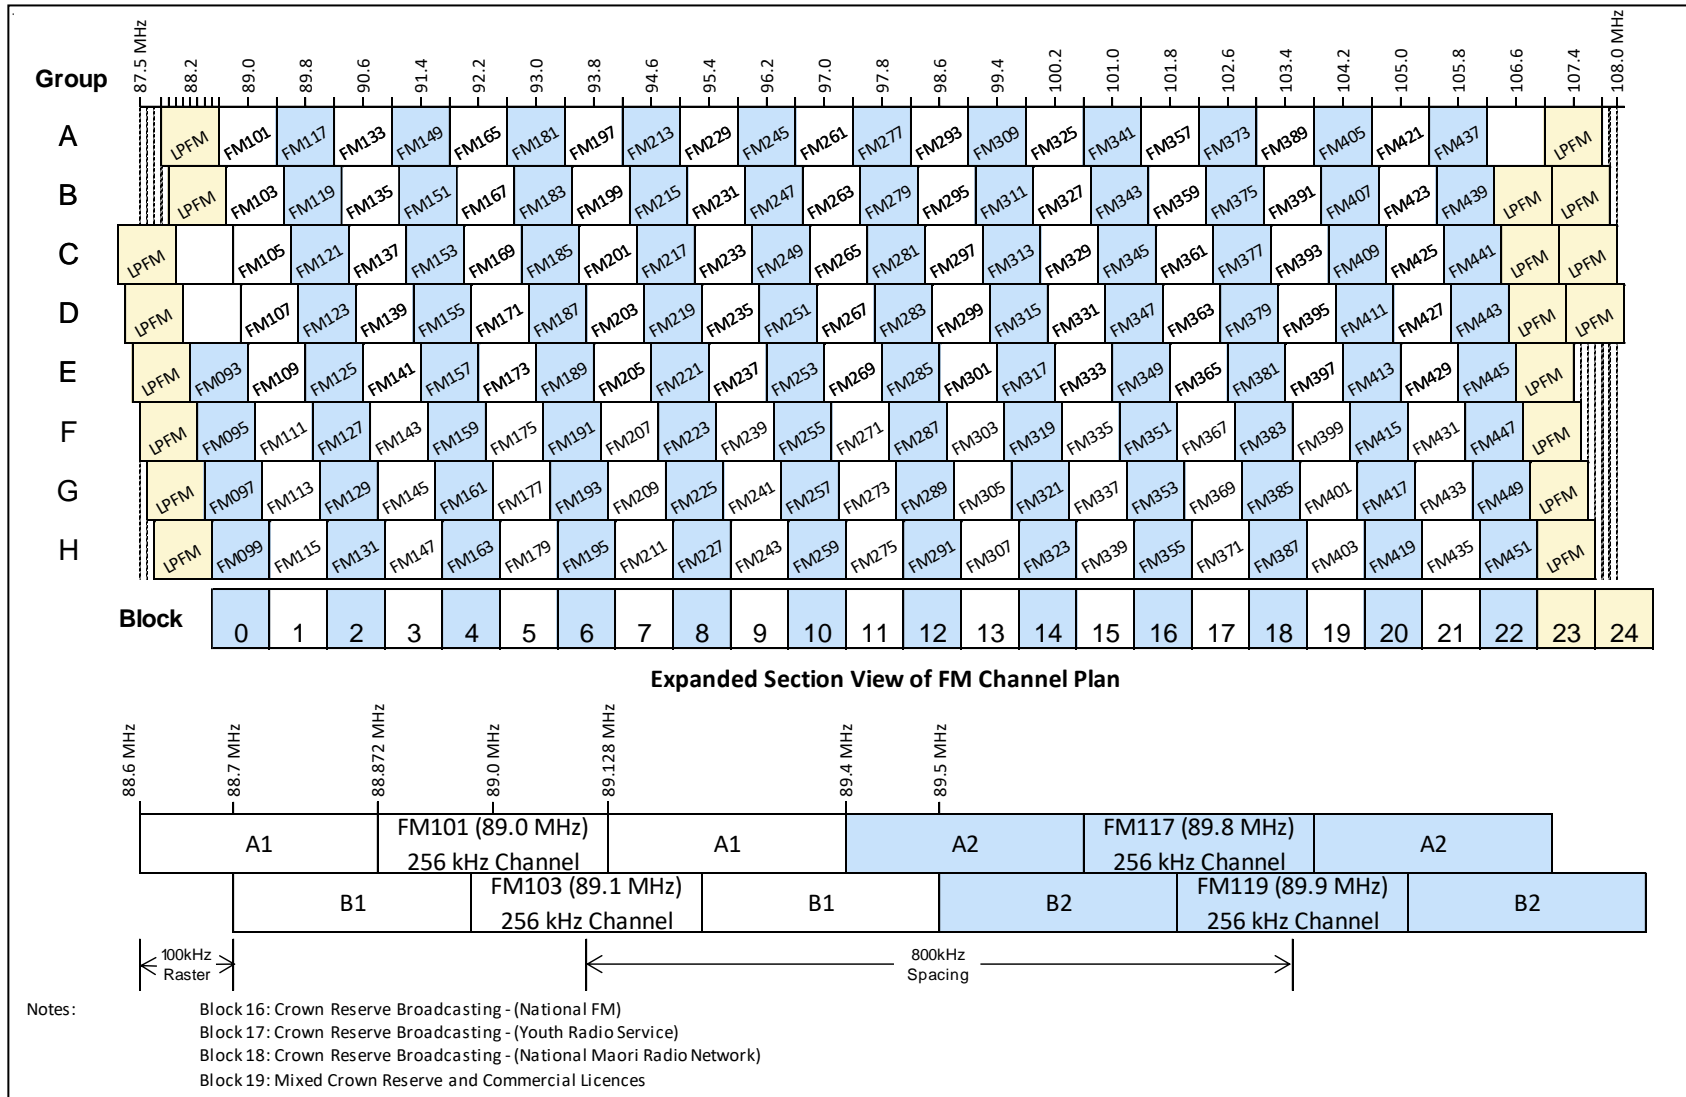 87.5 MHz 88.2 89.0 89.8 90.6 91.4 92.2 93.0 93.8 94.6 95.4 96.2 97.0 97.8 98.6 99.4 100.2 101.0 101.8 102.6 103.4 104.2 105.0 105.8 106.6 107.4 108.0 MHz
Group
A LPFM FM101 FM117 FM133 FM149 FM165 FM181 FM197 FM213 FM229 FM245 FM261 FM277 FM293 FM309 FM325 FM341 FM357 FM373 FM389 FM405 FM421 FM437 LPFM
B LPFM FM103 FM119 FM135 FM151 FM167 FM183 FM199 FM215 FM231 FM247 FM263 FM279 FM295 FM311 FM327 FM343 FM359 FM375 FM391 FM407 FM423 FM439 LPFM LPFM
C LPFM FM105 FM121 FM137 FM153 FM169 FM185 FM201 FM217 FM233 FM249 FM265 FM281 FM297 FM313 FM329 FM345 FM361 FM377 FM393 FM409 FM425 FM441 LPFM LPFM
D LPFM FM107 FM123 FM139 FM155 FM171 FM187 FM203 FM219 FM235 FM251 FM267 FM283 FM299 FM315 FM331 FM347 FM363 FM379 FM395 FM411 FM427 FM443 LPFM LPFM
E LPFM FM093 FM109 FM125 FM141 FM157 FM173 FM189 FM205 FM221 FM237 FM253 FM269 FM285 FM301 FM317 FM333 FM349 FM365 FM381 FM397 FM413 FM429 FM445 LPFM
F LPFM FM095 FM111 FM127 FM143 FM159 FM175 FM191 FM207 FM223 FM239 FM255 FM271 FM287 FM303 FM319 FM335 FM351 FM367 FM383 FM399 FM415 FM431 FM447 LPFM
G LPFM FM097 FM113 FM129 FM145 FM161 FM177 FM193 FM209 FM225 FM241 FM257 FM273 FM289 FM305 FM321 FM337 FM353 FM369 FM385 FM401 FM417 FM433 FM449 LPFM
H LPFM FM099 FM115 FM131 FM147 FM163 FM179 FM195 FM211 FM227 FM243 FM259 FM275 FM291 FM307 FM323 FM339 FM355 FM371 FM387 FM403 FM419 FM435 FM451 LPFM
Block 0 1 2 3 4 5 6 7 8 9 10 11 12 13 14 15 16 17 18 19 20 21 22 23 24
Expanded Section View of FM Channel Plan
88.6 MHz 88.7 MHz 88.872 MHz 89.0 MHz 89.128 MHz 89.4 MHz 89.5 MHz
A1 FM101 (89.0 MHz) A1 A2 FM117 (89.8 MHz) A2
256 kHz Channel 256 kHz Channel
B1 FM103 (89.1 MHz) B1 B2 FM119 (89.9 MHz) B2
256 kHz Channel 256 kHz Channel
100kHz 800kHz
Raster Spacing
Notes: Block 16: Crown Reserve Broadcasting - (National FM)
Block 17: Crown Reserve Broadcasting - (Youth Radio Service)
Block 18: Crown Reserve Broadcasting - (National Maori Radio Network)
Block 19: Mixed Crown Reserve and Commercial Licences